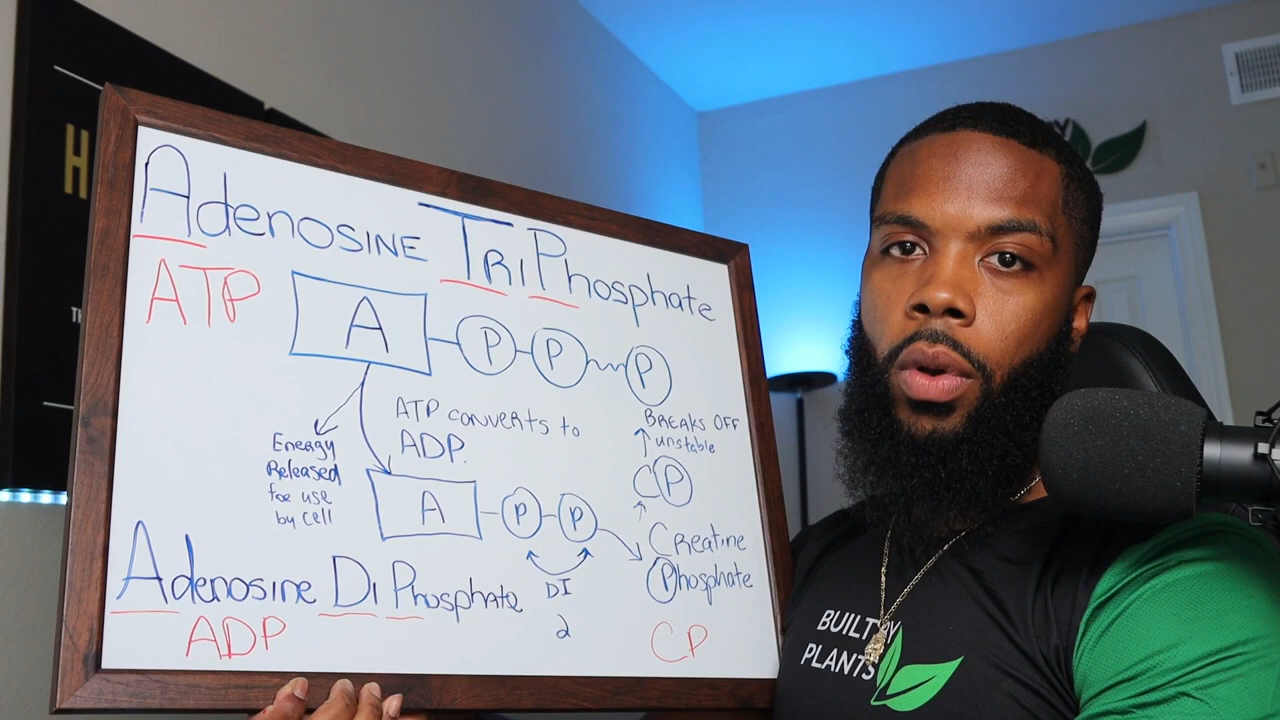 Adenosine TriPhosphate
ATP
A P P P
ATP converts to
ADP.
Energy
Released
for use
by cell
BREAKS OFF
unstable
CP
A P P
Creatine
Phosphate
CP
DI
2
Adenosine Di Phosphate
ADP
BUILT BY
PLANTS
H